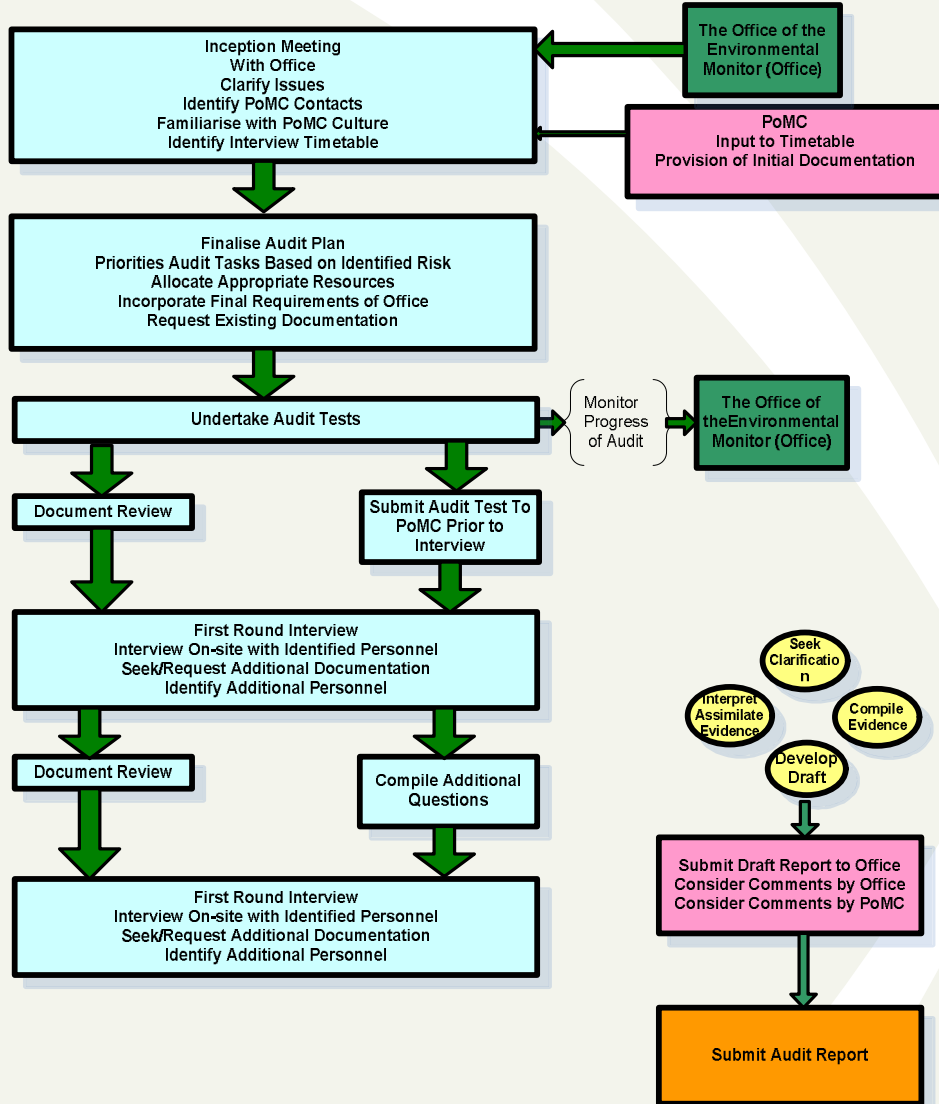 Inception Meeting
With Office
Clarify Issues
Identify PoMC Contacts
Familiarise with PoMC Culture
Identify Interview Timetable
The Office of the
Environmental
Monitor (Office)
PoMC
Input to Timetable
Provision of Initial Documentation
Finalise Audit Plan
Priorities Audit Tasks Based on Identified Risk
Allocate Appropriate Resources
Incorporate Final Requirements of Office
Request Existing Documentation
Undertake Audit Tests
Monitor
Progress
of Audit
The Office of
theEnvironmental
Monitor (Office)
Document Review
Submit Audit Test To
PoMC Prior to
Interview
First Round Interview
Interview On-site with Identified Personnel
Seek/Request Additional Documentation
Identify Additional Personnel
Document Review
Compile Additional
Questions
First Round Interview
Interview On-site with Identified Personnel
Seek/Request Additional Documentation
Identify Additional Personnel
Seek
Clarificatio
n
Interpret
Assimilate
Evidence
Compile
Evidence
Develop
Draft
Submit Draft Report to Office
Consider Comments by Office
Consider Comments by PoMC
Submit Audit Report